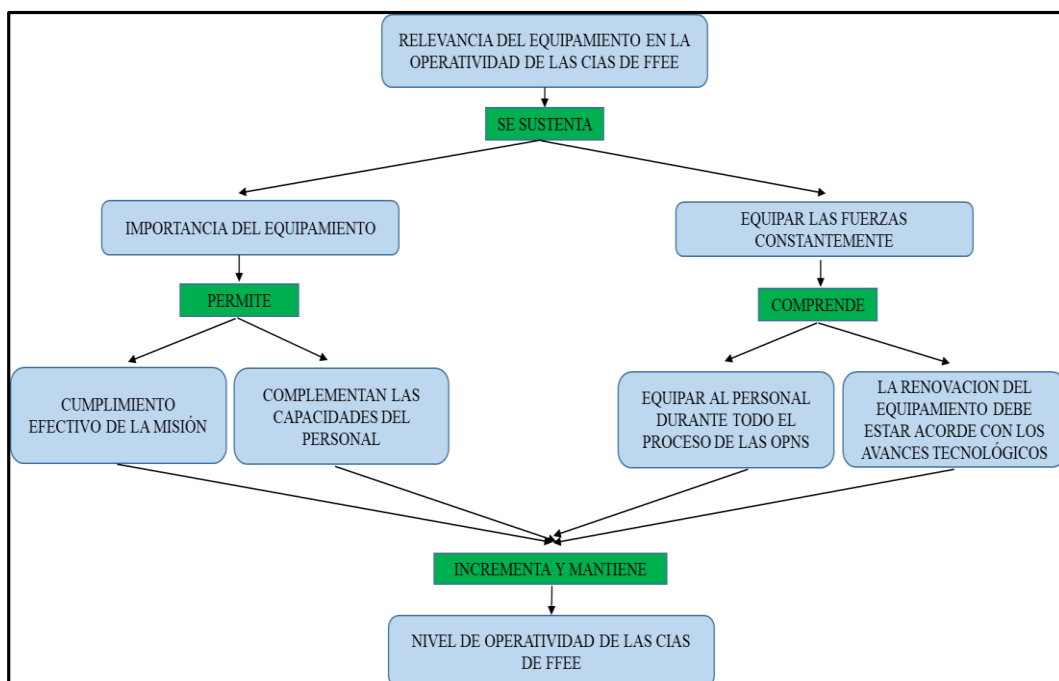 RELEVANCIA DEL EQUIPAMIENTO EN LA
OPERATIVIDAD DE LAS CIAS DE FFEE
SE SUSTENTA
IMPORTANCIA DEL EQUIPAMIENTO
EQUIPAR LAS FUERZAS
CONSTANTEMENTE
PERMITE
COMPRENDE
CUMPLIMIENTO
EFECTIVO DE LA MISIÓN
COMPLEMENTAN LAS
CAPACIDADES DEL
PERSONAL
EQUIPAR AL PERSONAL
DURANTE TODO EL
PROCESO DE LAS OPNS
LA RENOVACION DEL
EQUIPAMIENTO DEBE
ESTAR ACORDE CON LOS
AVANCES TECNOLÓGICOS
INCREMENTA Y MANTIENE
NIVEL DE OPERATIVIDAD DE LAS CIAS
DE FFEE